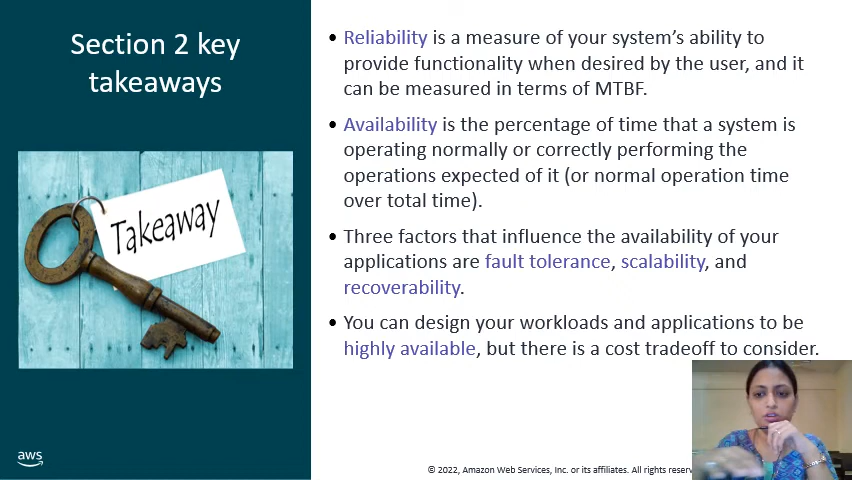 Section 2 key
takeaways
Takeaway
aws
• Reliability is a measure of your system’s ability to
provide functionality when desired by the user, and it
can be measured in terms of MTBF.
• Availability is the percentage of time that a system is
operating normally or correctly performing the
operations expected of it (or normal operation time
over total time).
• Three factors that influence the availability of your
applications are fault tolerance, scalability, and
recoverability.
• You can design your workloads and applications to be
highly available, but there is a cost tradeoff to consider.
© 2022, Amazon Web Services, Inc. or its affiliates. All rights